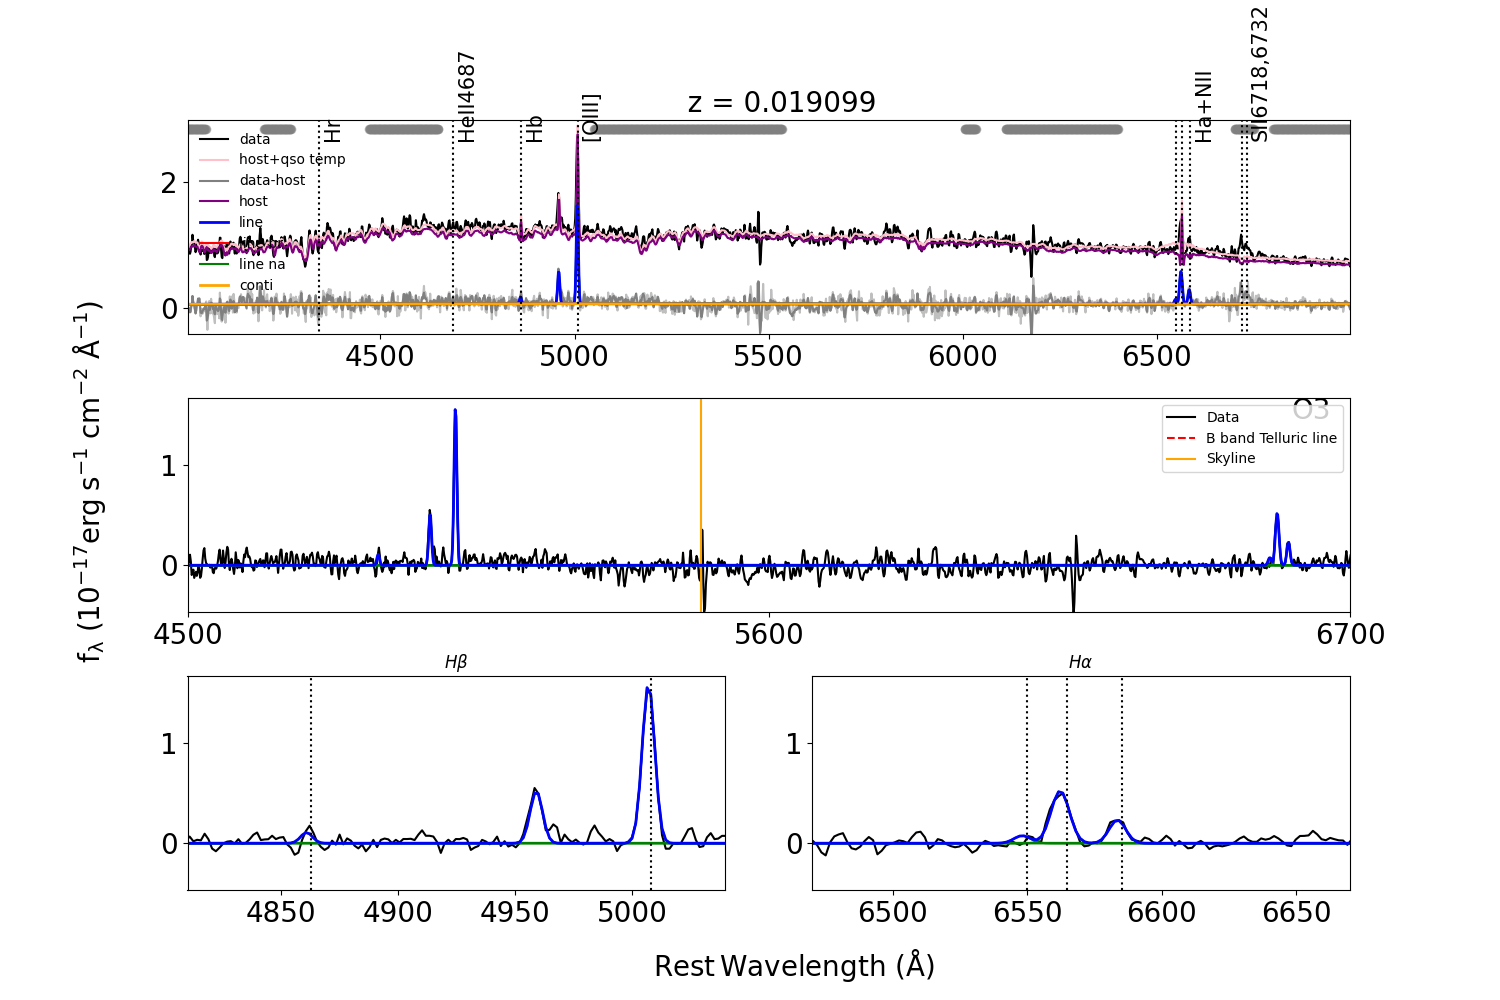 z = 0.019099
Hr
HeII4687
Hb
[OIII]
Ha+NII
SII6718,6732
data
host+qso temp
data-host
host
line
line na
conti
2
0
4500 5000 5500 6000 6500
fλ (10⁻¹⁷erg s⁻¹ cm⁻² Å⁻¹)
O3
Data
B band Telluric line
Skyline
1
0
4500 5600 6700
Hβ
1
0
4850 4900 4950 5000
Hα
1
0
6500 6550 6600 6650
Rest Wavelength (Å)